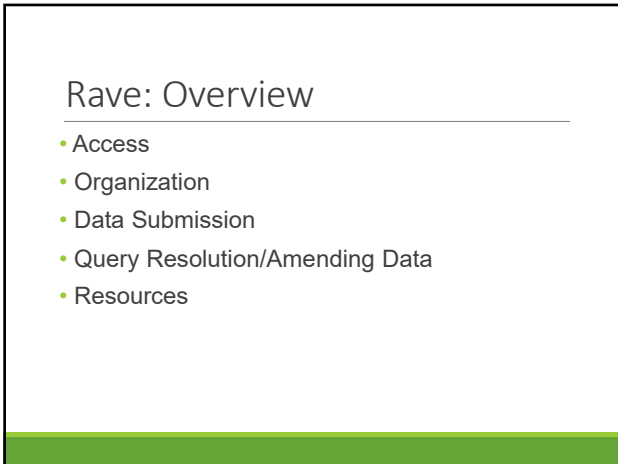 Rave: Overview
• Access
• Organization
• Data Submission
• Query Resolution/Amending Data
• Resources